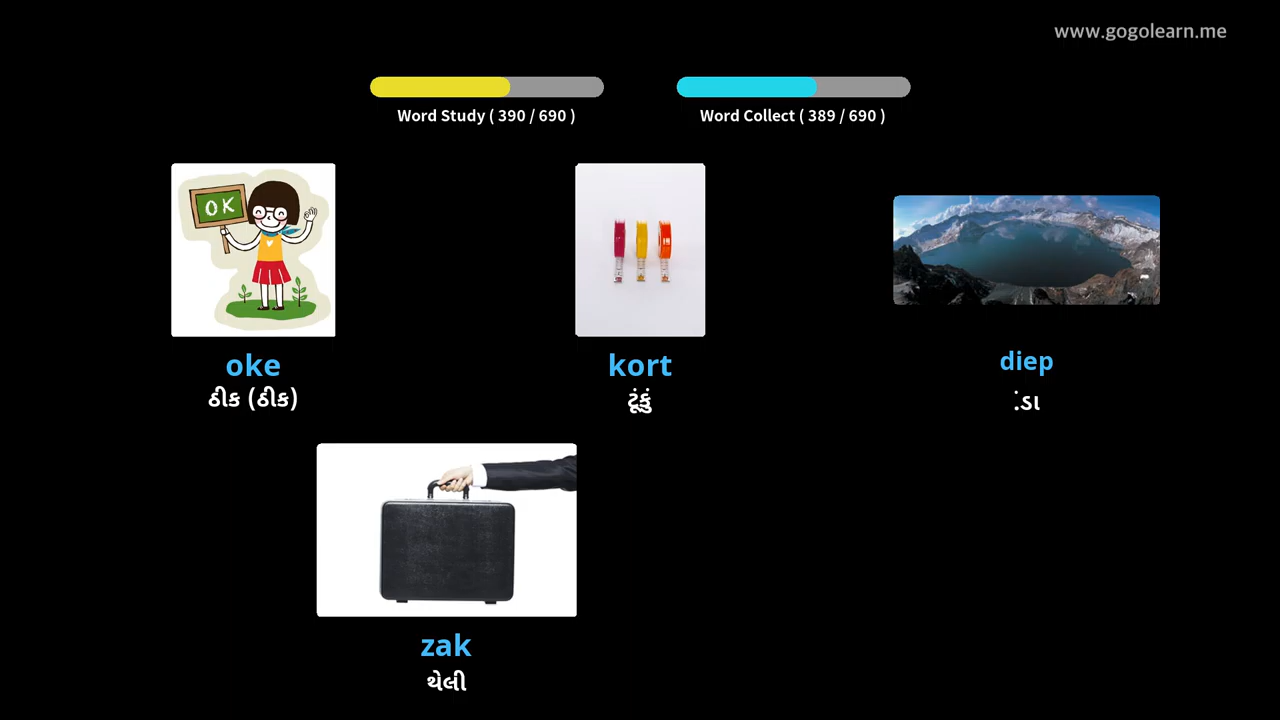 www.gogolearn.me
Word Study ( 390 / 690 )
Word Collect ( 389 / 690 )
OK
oke
kort
diep
ઠીક (ઠીક)
ટૂંકું
zak
થેલી